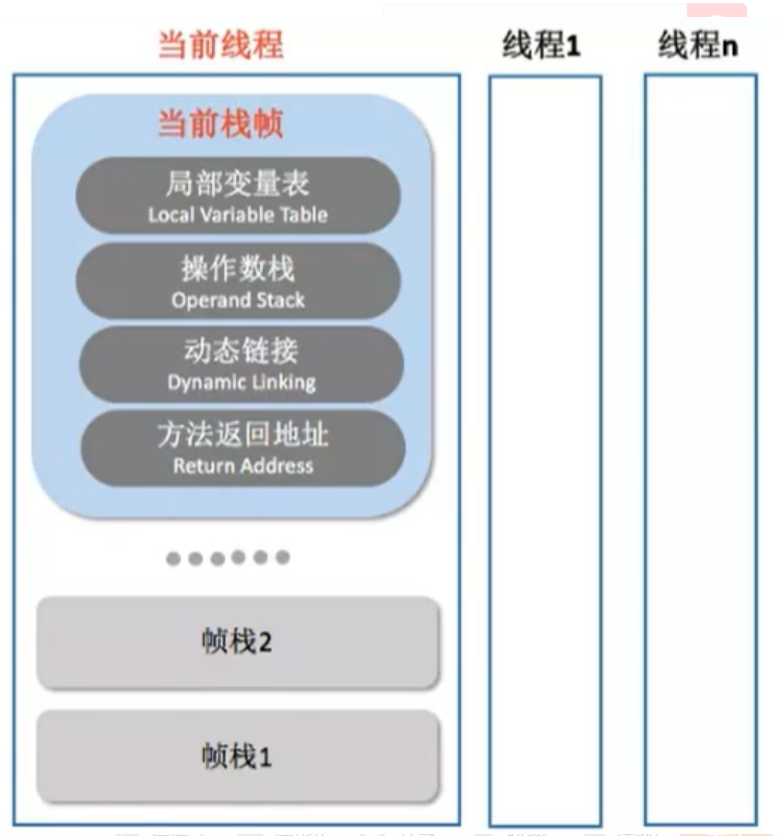 当前线程
线程1
线程n
当前栈帧
局部变量表
Local Variable Table
操作数栈
Operand Stack
动态链接
Dynamic Linking
方法返回地址
Return Address
帧栈2
帧栈1